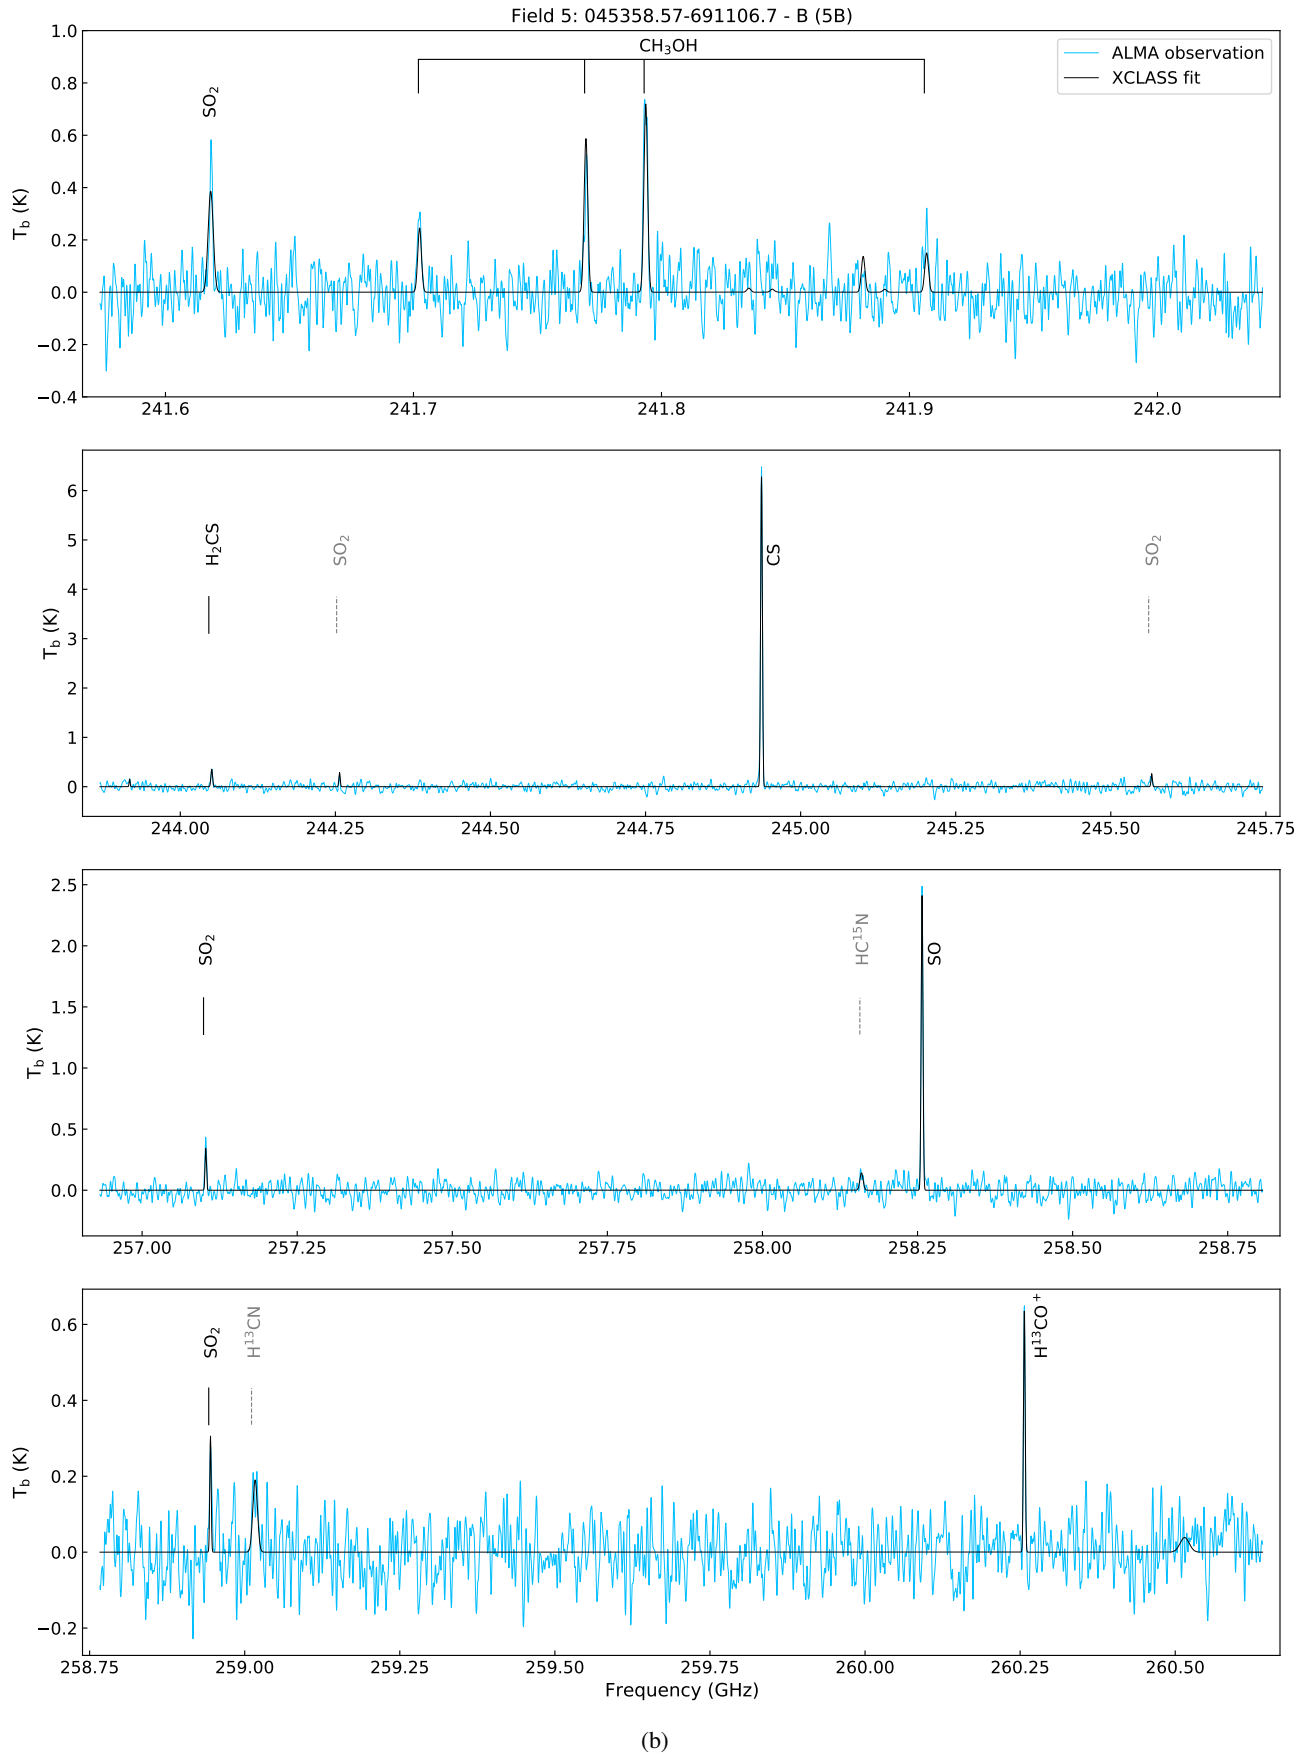 Field 5: 045358.57-691106.7 - B (5B)
CH₃OH
ALMA observation
XCLASS fit
SO₂
T_b (K)
1.0
0.8
0.6
0.4
0.2
0.0
−0.2
−0.4
241.6 241.7 241.8 241.9 242.0
H₂CS
SO₂
CS
SO₂
T_b (K)
6
5
4
3
2
1
0
244.00 244.25 244.50 244.75 245.00 245.25 245.50 245.75
SO₂
HC¹⁵N
SO
T_b (K)
2.5
2.0
1.5
1.0
0.5
0.0
257.00 257.25 257.50 257.75 258.00 258.25 258.50 258.75
SO₂
H¹³CN
H¹³CO⁺
T_b (K)
0.6
0.4
0.2
0.0
−0.2
258.75 259.00 259.25 259.50 259.75 260.00 260.25 260.50
Frequency (GHz)
(b)